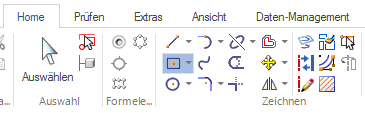 Home Prüfen Extras Ansicht Daten-Management
Auswählen
a... Auswahl Formele... Zeichnen